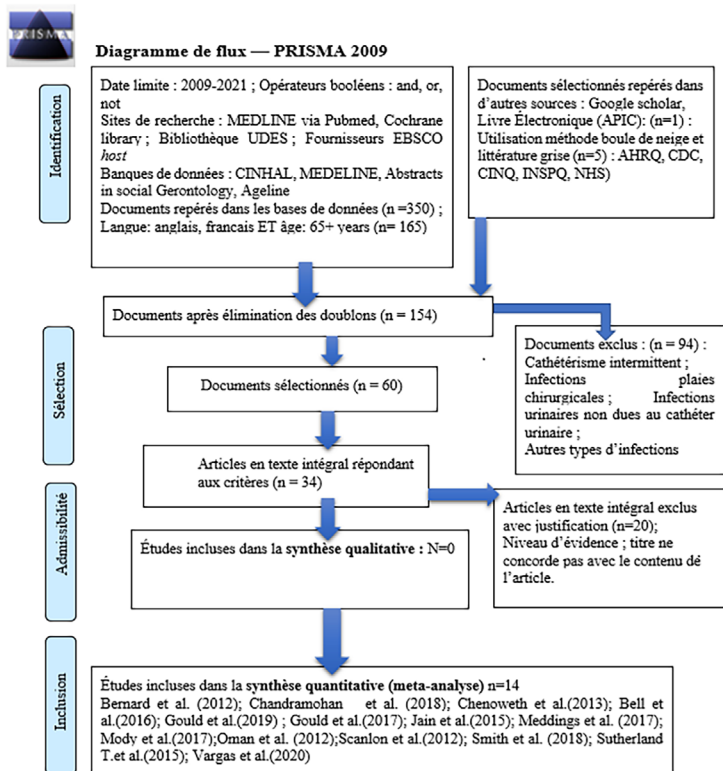 PRISMA
Diagramme de flux — PRISMA 2009
Identification
Date limite : 2009-2021 ; Opérateurs booléens : and, or,
not
Sites de recherche : MEDLINE via Pubmed, Cochrane
library ; Bibliothèque UDES ; Fournisseurs EBSCO
host
Banques de données : CINHAL, MEDELINE, Abstracts
in social Gerontology, Ageline
Documents repérés dans les bases de données (n =350) ;
Langue: anglais, francais ET âge: 65+ years (n= 165)
Documents sélectionnés repérés dans
d'autres sources : Google scholar,
Livre Électronique (APIC): (n=1) :
Utilisation méthode boule de neige et
littérature grise (n=5) : AHRQ, CDC,
CINQ, INSPQ, NHS)
Documents après élimination des doublons (n = 154)
Sélection
Documents exclus : (n = 94) :
Cathétérisme intermittent ;
Infections plaies
chirurgicales ; Infections
urinaires non dues au cathéter
urinaire ;
Autres types d'infections
Documents sélectionnés (n = 60)
Articles en texte intégral répondant
aux critères (n = 34)
Admissibilité
Articles en texte intégral exclus
avec justification (n=20);
Niveau d'évidence ; titre ne
concorde pas avec le contenu dé
l'article.
Études incluses dans la synthèse qualitative : N=0
Inclusion
Études incluses dans la synthèse quantitative (meta-analyse) n=14
Bernard et al. (2012); Chandramohan et al. (2018); Chenoweth et al.(2013); Bell et
al.(2016); Gould et al.(2019) ; Gould et al.(2017); Jain et al.(2015); Meddings et al. (2017);
Mody et al.(2017);Oman et al. (2012);Scanlon et al.(2012); Smith et al. (2018); Sutherland
T.et al.(2015); Vargas et al.(2020)